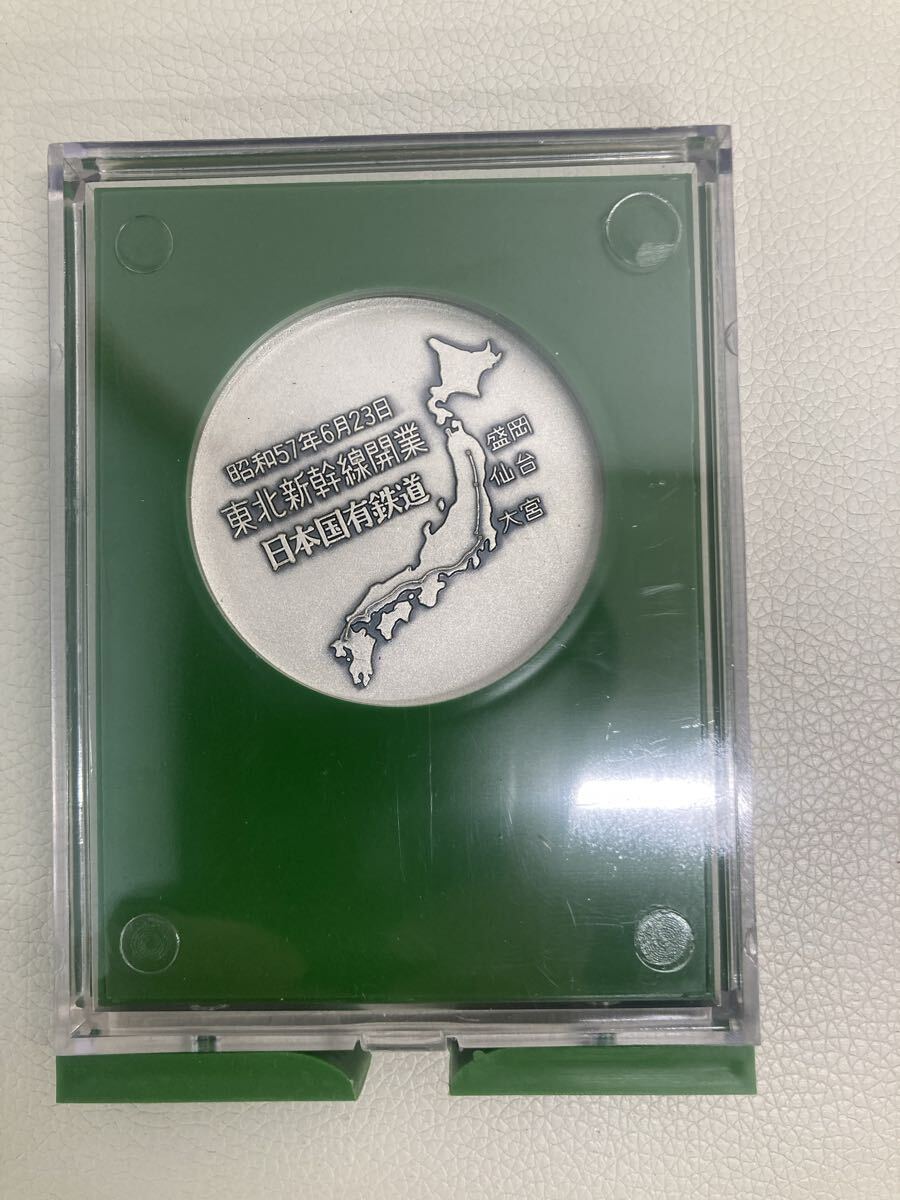 昭和57年6月23日
東北新幹線開業
日本国有鉄道
盛岡
仙台
大宮